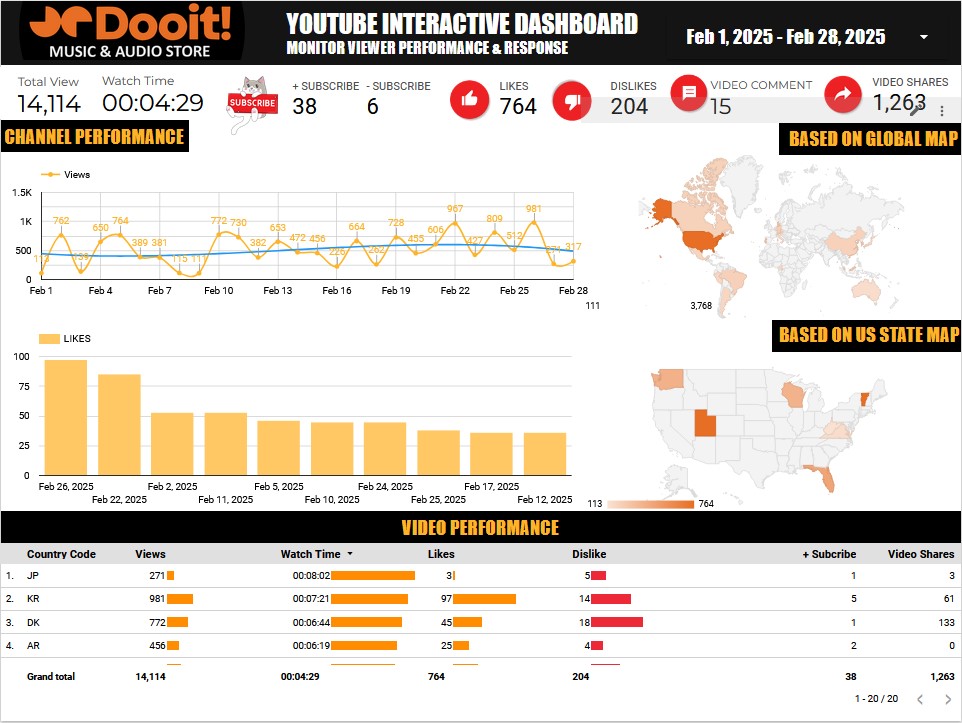 Dooit!
MUSIC & AUDIO STORE
YOUTUBE INTERACTIVE DASHBOARD
MONITOR VIEWER PERFORMANCE & RESPONSE
Feb 1, 2025 - Feb 28, 2025
Total View
14,114
Watch Time
00:04:29
SUBSCRIBE
+ SUBSCRIBE
38
- SUBSCRIBE
6
LIKES
764
DISLIKES
204
VIDEO COMMENT
15
VIDEO SHARES
1,263
CHANNEL PERFORMANCE
BASED ON GLOBAL MAP
Views
1.5K
1K
500
0
762
650
764
389
381
115
111
772
730
382
653
472
456
226
664
262
728
455
606
967
427
809
512
981
271
317
Feb 1
Feb 4
Feb 7
Feb 10
Feb 13
Feb 16
Feb 19
Feb 22
Feb 25
Feb 28
111
3,768
BASED ON US STATE MAP
LIKES
100
75
50
25
0
Feb 26, 2025
Feb 22, 2025
Feb 2, 2025
Feb 11, 2025
Feb 5, 2025
Feb 10, 2025
Feb 24, 2025
Feb 25, 2025
Feb 17, 2025
Feb 12, 2025
113
764
VIDEO PERFORMANCE
Country Code Views Watch Time Likes Dislike + Subcribe Video Shares
1. JP 271 00:08:02 3 5 1 3
2. KR 981 00:07:21 97 14 5 61
3. DK 772 00:06:44 45 18 1 133
4. AR 456 00:06:19 25 4 2 0
Grand total 14,114 00:04:29 764 204 38 1,263
1 - 20 / 20